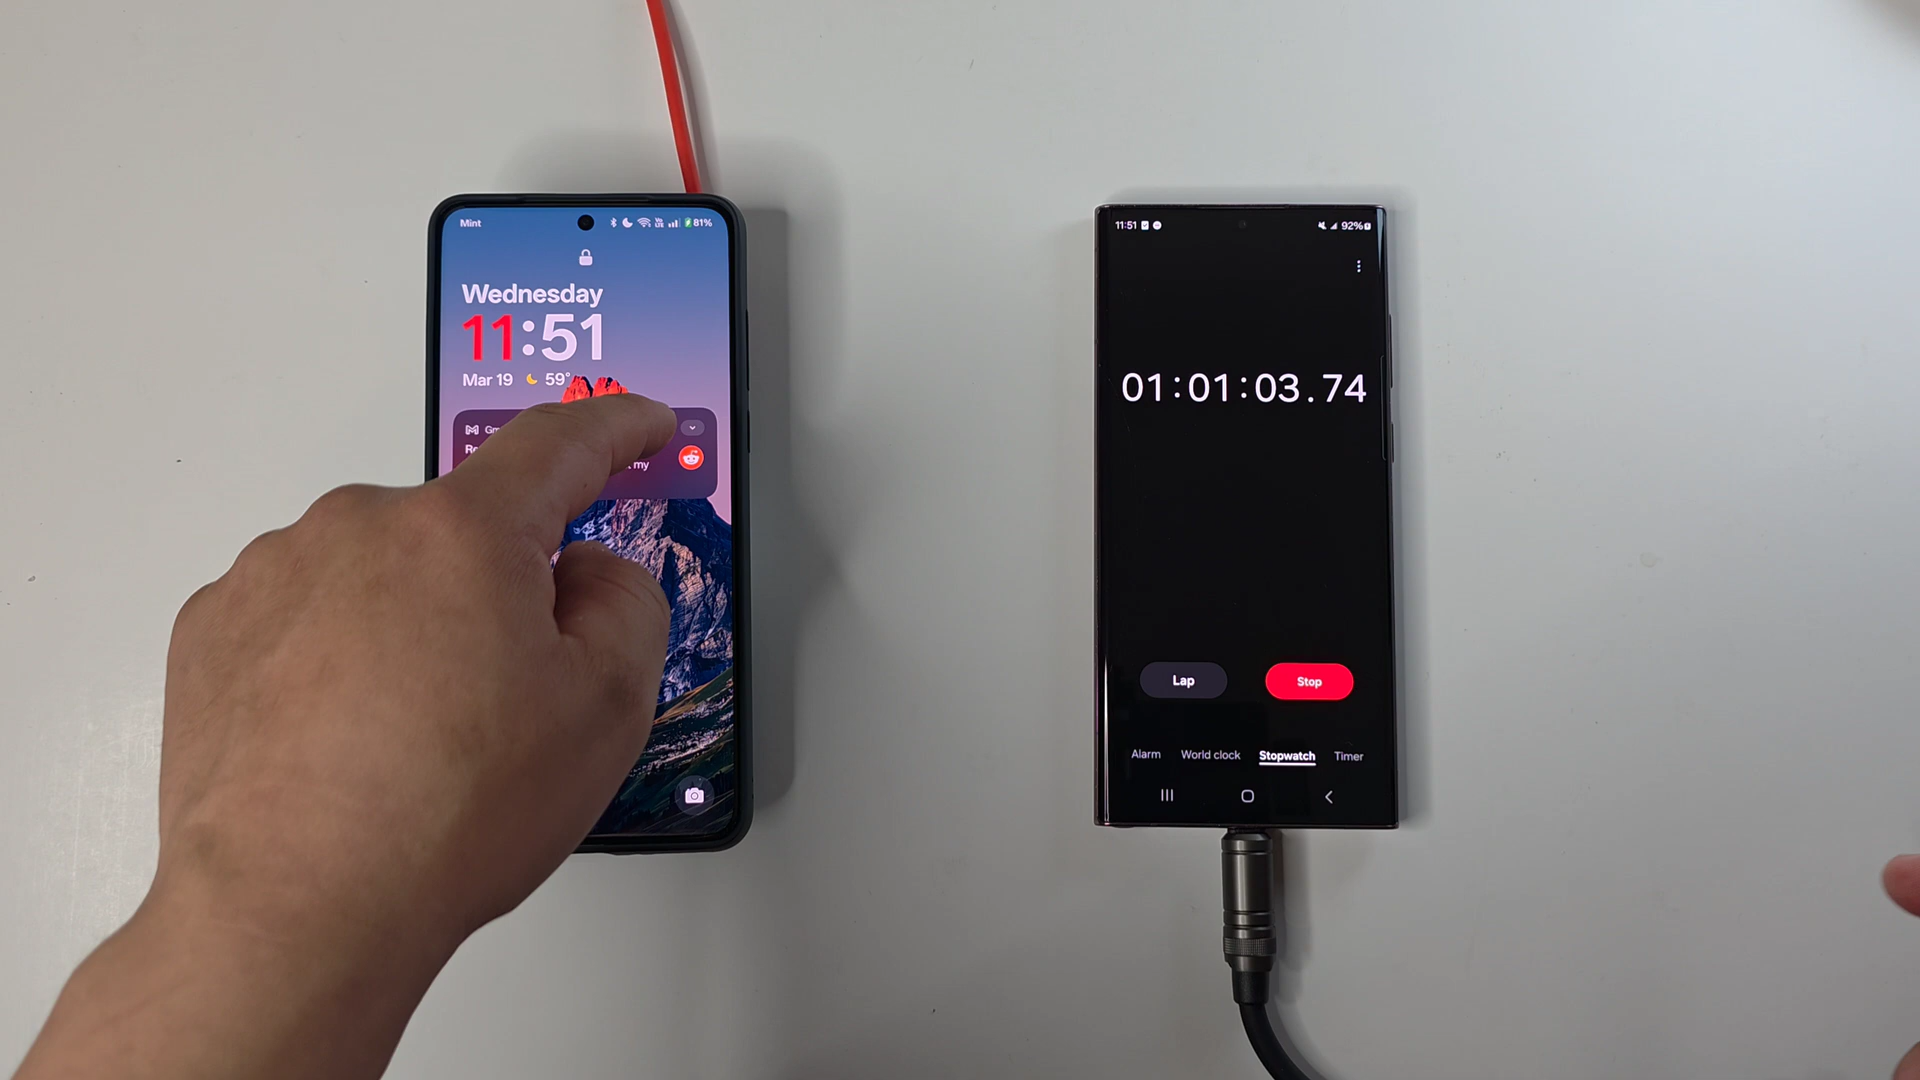 Mint
81%
Wednesday
11:51
Mar 19 59°
my
11:51
92%
01:01:03.74
Lap
Stop
Alarm
World clock
Stopwatch
Timer